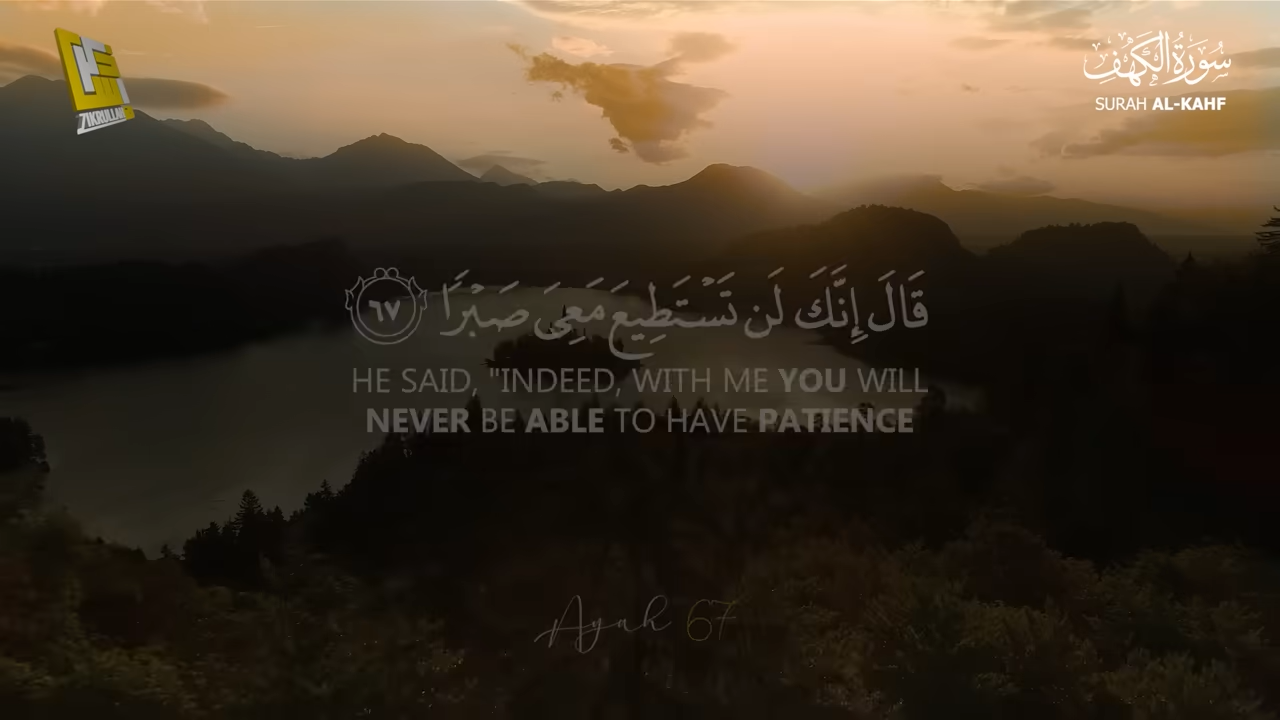 ZIKRULLAH
سُورَةُ الْكَهْفِ
SURAH AL-KAHF
قَالَ إِنَّكَ لَن تَسْتَطِيعَ مَعِيَ صَبْرًا ٦٧
HE SAID, "INDEED, WITH ME YOU WILL
NEVER BE ABLE TO HAVE PATIENCE
Ayah 67